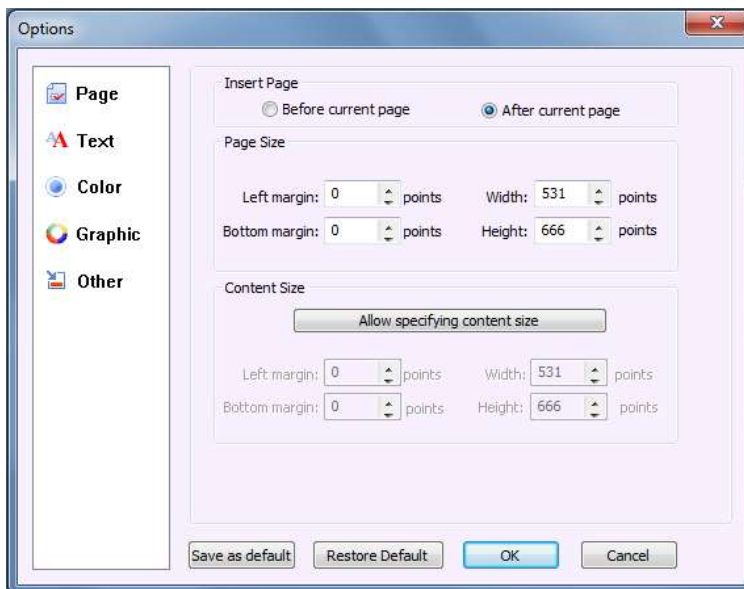 Options
Page
Text
Color
Graphic
Other
Insert Page
Before current page After current page
Page Size
Left margin: 0 points Width: 531 points
Bottom margin: 0 points Height: 666 points
Content Size
Allow specifying content size
Left margin: 0 points Width: 531 points
Bottom margin: 0 points Height: 666 points
Save as default Restore Default OK Cancel